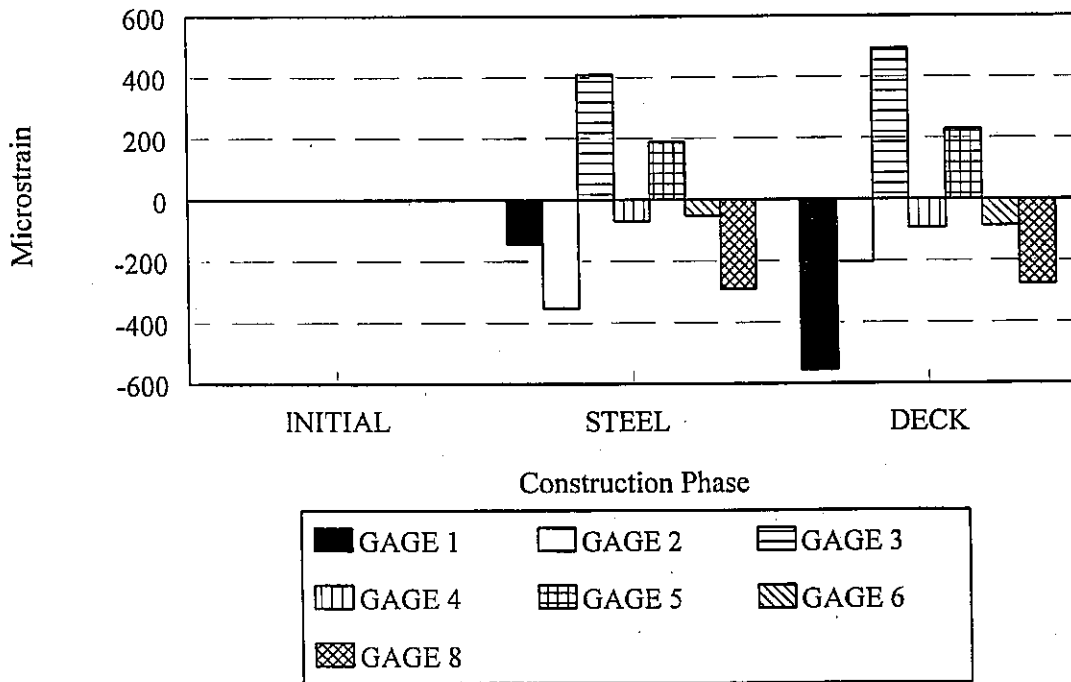 600
400
200
0
-200
-400
-600
Microstrain
INITIAL STEEL DECK
Construction Phase
GAGE 1 GAGE 2 GAGE 3
GAGE 4 GAGE 5 GAGE 6
GAGE 8